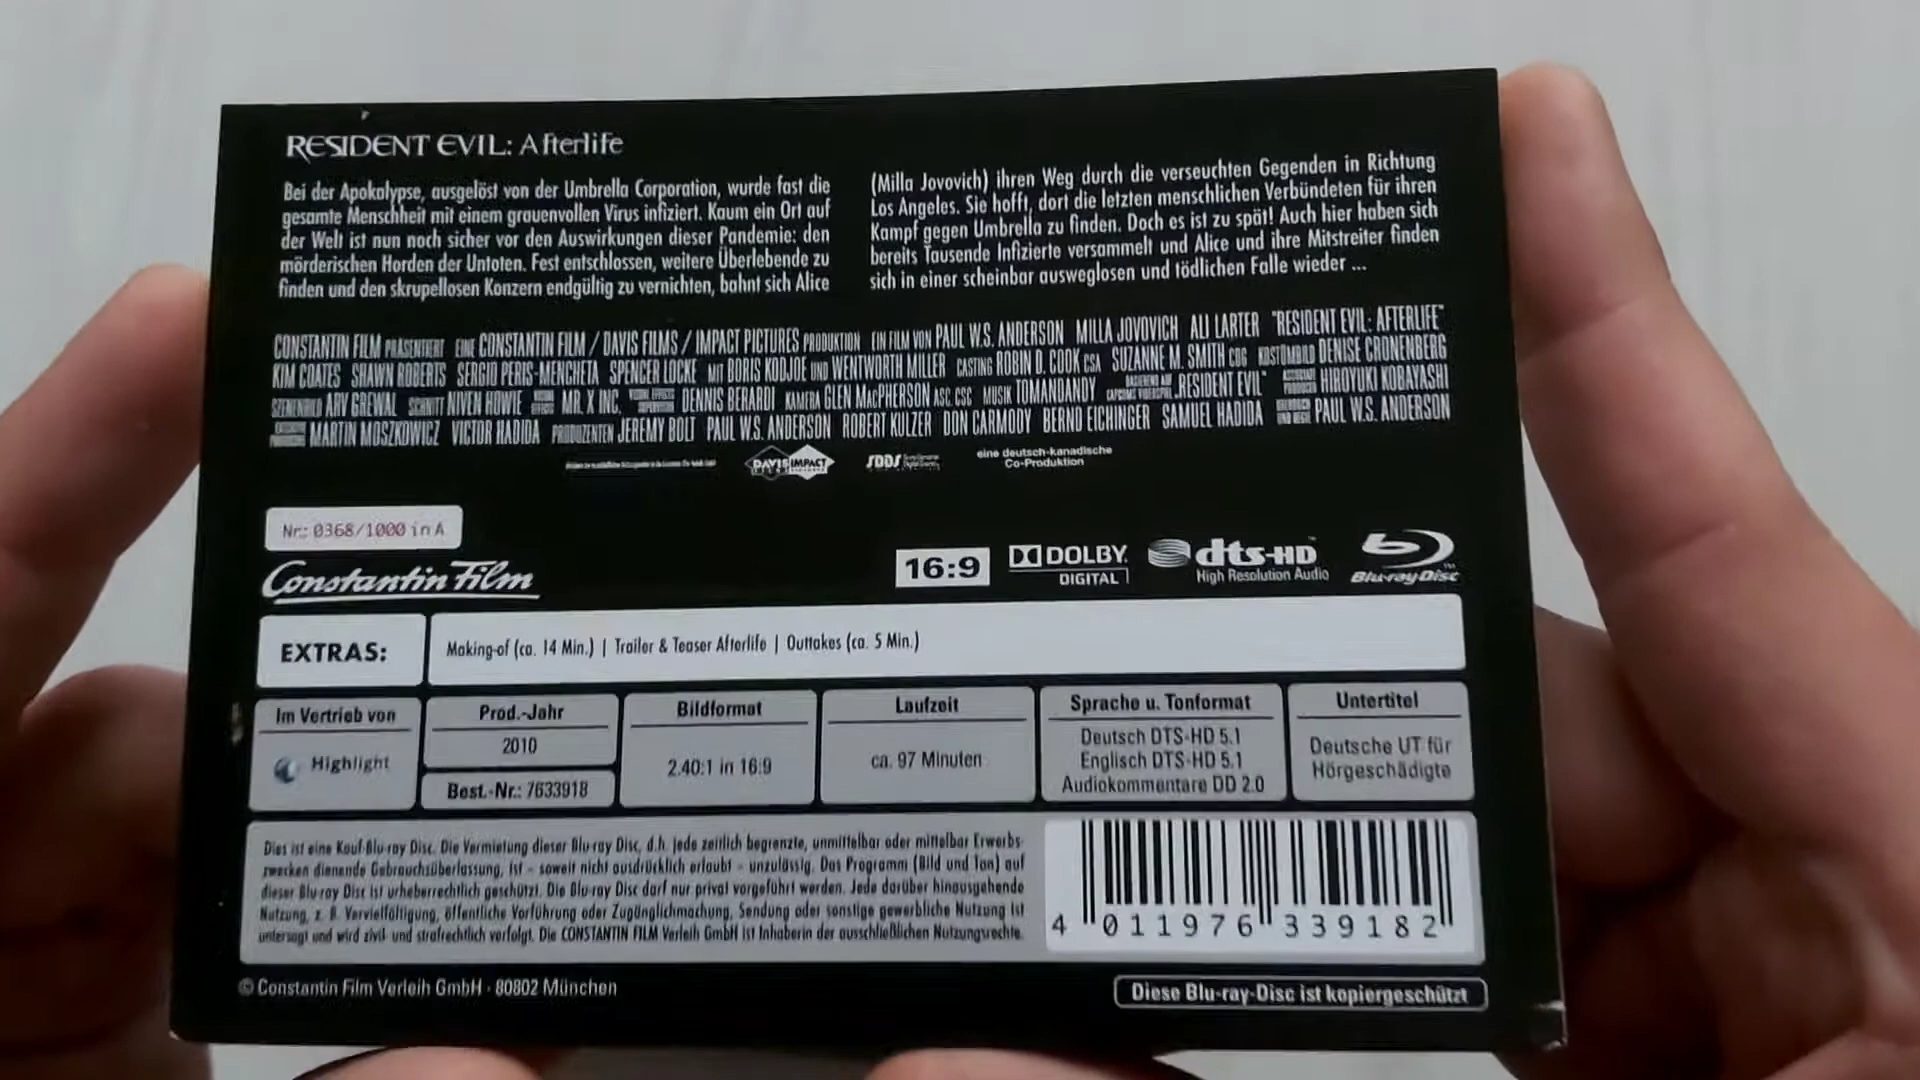 RESIDENT EVIL: Afterlife
Bei der Apokalypse, ausgelöst von der Umbrella Corporation, wurde fast die
gesamte Menschheit mit einem grauenvollen Virus infiziert. Kaum ein Ort auf
der Welt ist nun noch sicher vor den Auswirkungen dieser Pandemie: den
mörderischen Horden der Untoten. Fest entschlossen, weitere Überlebende zu
finden und den skrupellosen Konzern endgültig zu vernichten, bahnt sich Alice
(Milla Jovovich) ihren Weg durch die verseuchten Gegenden in Richtung
Los Angeles. Sie hofft, dort die letzten menschlichen Verbündeten für ihren
Kampf gegen Umbrella zu finden. Doch es ist zu spät! Auch hier haben sich
bereits Tausende Infizierte versammelt und Alice und ihre Mitstreiter finden
sich in einer scheinbar ausweglosen und tödlichen Falle wieder ...
CONSTANTIN FILM PRÄSENTIERT EINE CONSTANTIN FILM / DAVIS FILMS / IMPACT PICTURES PRODUKTION EIN FILM VON PAUL W.S. ANDERSON MILLA JOVOVICH ALI LARTER "RESIDENT EVIL: AFTERLIFE"
KIM COATES SHAWN ROBERTS SERGIO PERIS-MENCHETA SPENCER LOCKE MIT BORIS KODJOE UND WENTWORTH MILLER CASTING ROBIN D. COOK CSA SUZANNE M. SMITH CDG KOSTÜMBILD DENISE CRONENBERG
SZENENBILD ARV GREWAL SCHNITT NIVEN HOWIE VISUAL EFFECTS MR. X INC. VISUAL EFFECTS SUPERVISION DENNIS BERARDI KAMERA GLEN MACPHERSON ASC, CSC MUSIK TOMANDANDY BASIEREND AUF CAPCOMS VIDEOSPIEL "RESIDENT EVIL" HIROYUKI KOBAYASHI
MARTIN MOSZKOWICZ VICTOR HADIDA PRODUZENTEN JEREMY BOLT PAUL W.S. ANDERSON ROBERT KULZER DON CARMODY BERND EICHINGER SAMUEL HADIDA DREHBUCH UND REGIE PAUL W.S. ANDERSON
DAVIS FILMS IMPACT SDDS eine deutsch-kanadische
Co-Produktion
Nr.: 0368/1000 in A
Constantin Film
16:9
DOLBY
DIGITAL
dts-HD
High Resolution Audio
Blu-ray Disc
EXTRAS:
Making-of (ca. 14 Min.) | Trailer & Teaser Afterlife | Outtakes (ca. 5 Min.)
Im Vertrieb von
Highlight
Prod.-Jahr
2010
Best.-Nr.: 7633918
Bildformat
2.40:1 in 16:9
Laufzeit
ca. 97 Minuten
Sprache u. Tonformat
Deutsch DTS-HD 5.1
Englisch DTS-HD 5.1
Audiokommentare DD 2.0
Untertitel
Deutsche UT für
Hörgeschädigte
Dies ist eine Kauf-Blu-ray Disc. Die Vermietung dieser Blu-ray Disc, d.h. jede zeitlich begrenzte, unmittelbar oder mittelbar Erwerbs-
zwecken dienende Gebrauchsüberlassung, ist – soweit nicht ausdrücklich erlaubt – unzulässig. Das Programm (Bild und Ton) auf
dieser Blu-ray Disc ist urheberrechtlich geschützt. Die Blu-ray Disc darf nur privat vorgeführt werden. Jede darüber hinausgehende
Nutzung, z. B. Vervielfältigung, öffentliche Vorführung oder Zugänglichmachung, Sendung oder sonstige gewerbliche Nutzung ist
untersagt und wird zivil- und strafrechtlich verfolgt. Die CONSTANTIN FILM Verleih GmbH ist Inhaberin der ausschließlichen Nutzungsrechte.
4 011976 339182
© Constantin Film Verleih GmbH · 80802 München
Diese Blu-ray-Disc ist kopiergeschützt